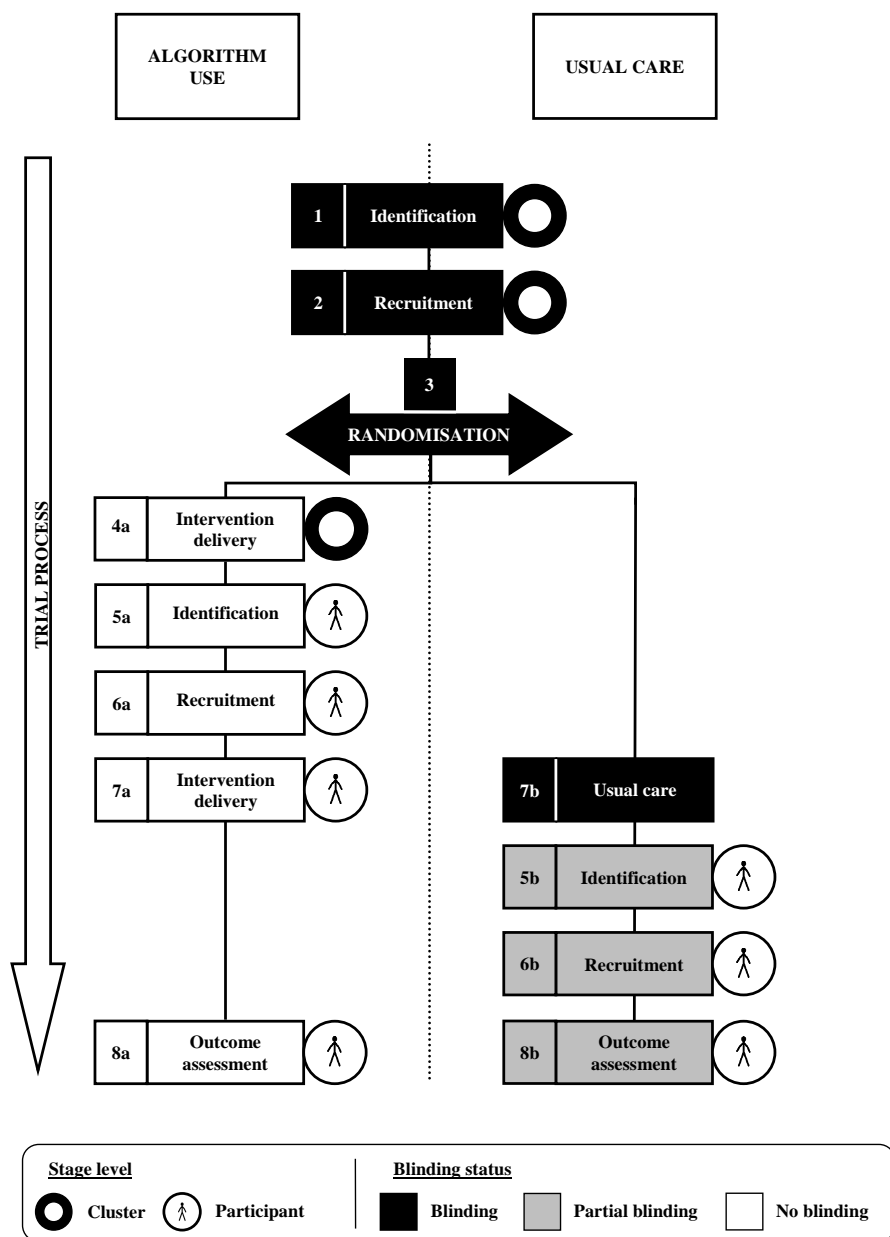 ALGORITHM
USE
USUAL CARE
TRIAL PROCESS
1
Identification
2
Recruitment
3
RANDOMISATION
4a
Intervention
delivery
5a
Identification
6a
Recruitment
7a
Intervention
delivery
7b
Usual care
5b
Identification
6b
Recruitment
8a
Outcome
assessment
8b
Outcome
assessment
Stage level
Cluster
Participant
Blinding status
Blinding
Partial blinding
No blinding